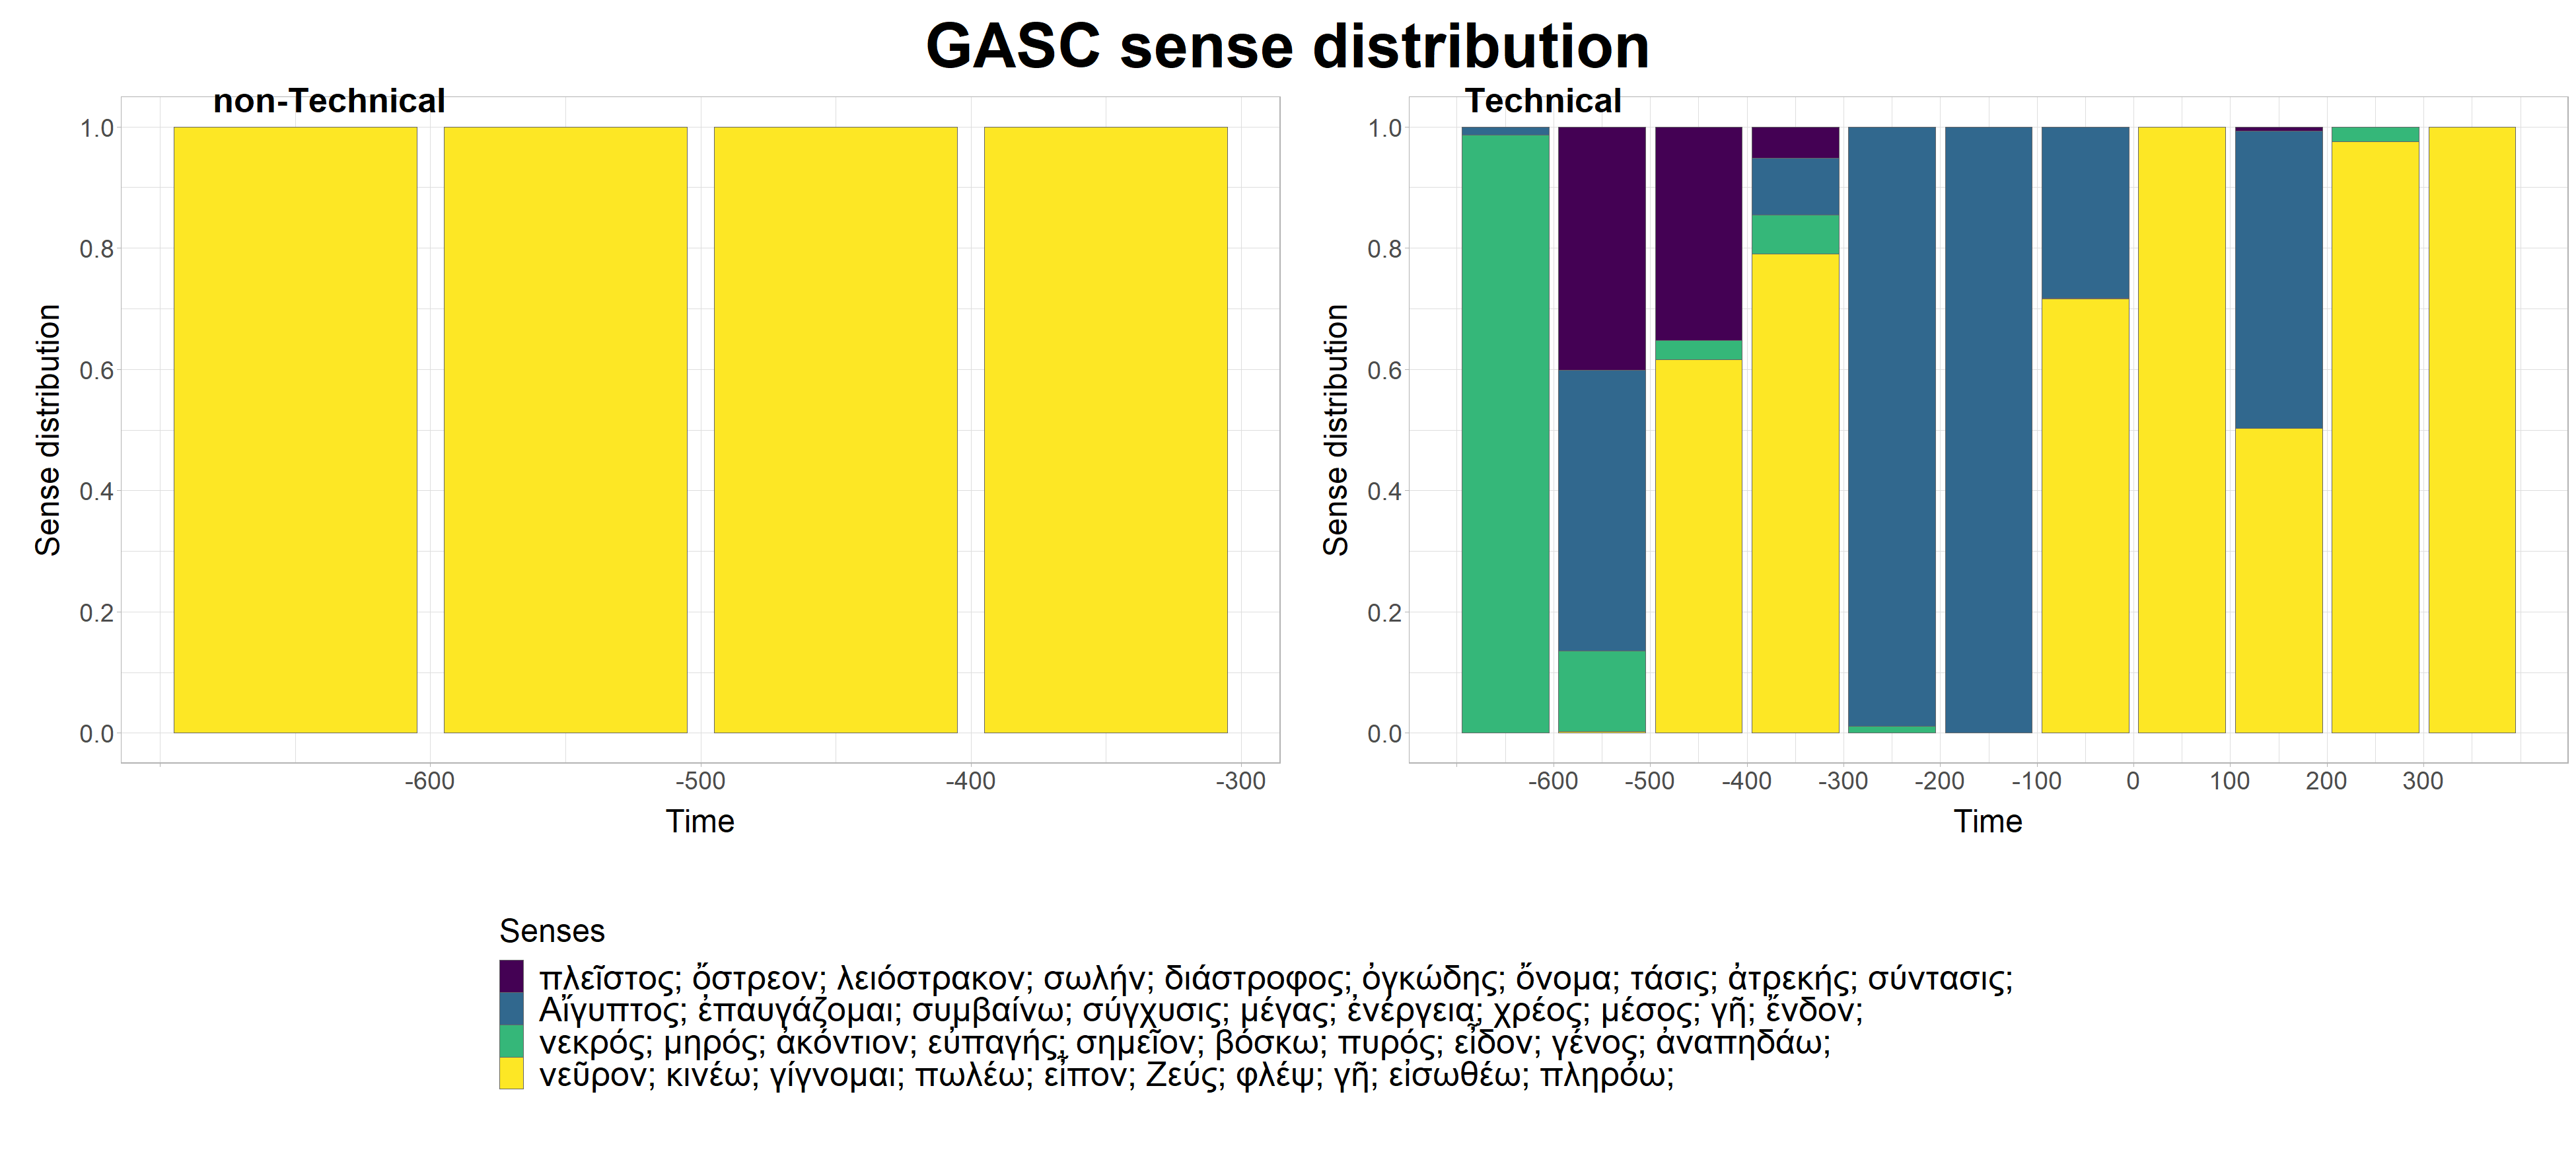 GASC sense distribution
non-Technical
Technical
Sense distribution
1.0
0.8
0.6
0.4
0.2
0.0
-600 -500 -400 -300
Time
Sense distribution
1.0
0.8
0.6
0.4
0.2
0.0
-600 -500 -400 -300 -200 -100 0 100 200 300
Time
Senses
πλεῖστος; ὄστρεον; λειόστρακον; σωλήν; διάστροφος; ὀγκώδης; ὄνομα; τάσις; ἀτρεκής; σύντασις;
Αἴγυπτος; ἐπαυγάζομαι; συμβαίνω; σύγχυσις; μέγας; ἐνέργεια; χρέος; μέσος; γῆ; ἔνδον;
νεκρός; μηρός; ἀκόντιον; εὐπαγής; σημεῖον; βόσκω; πυρός; εἶδον; γένος; ἀναπηδάω;
νεῦρον; κινέω; γίγνομαι; πωλέω; εἶπον; Ζεύς; φλέψ; γῆ; εἰσωθέω; πληρόω;